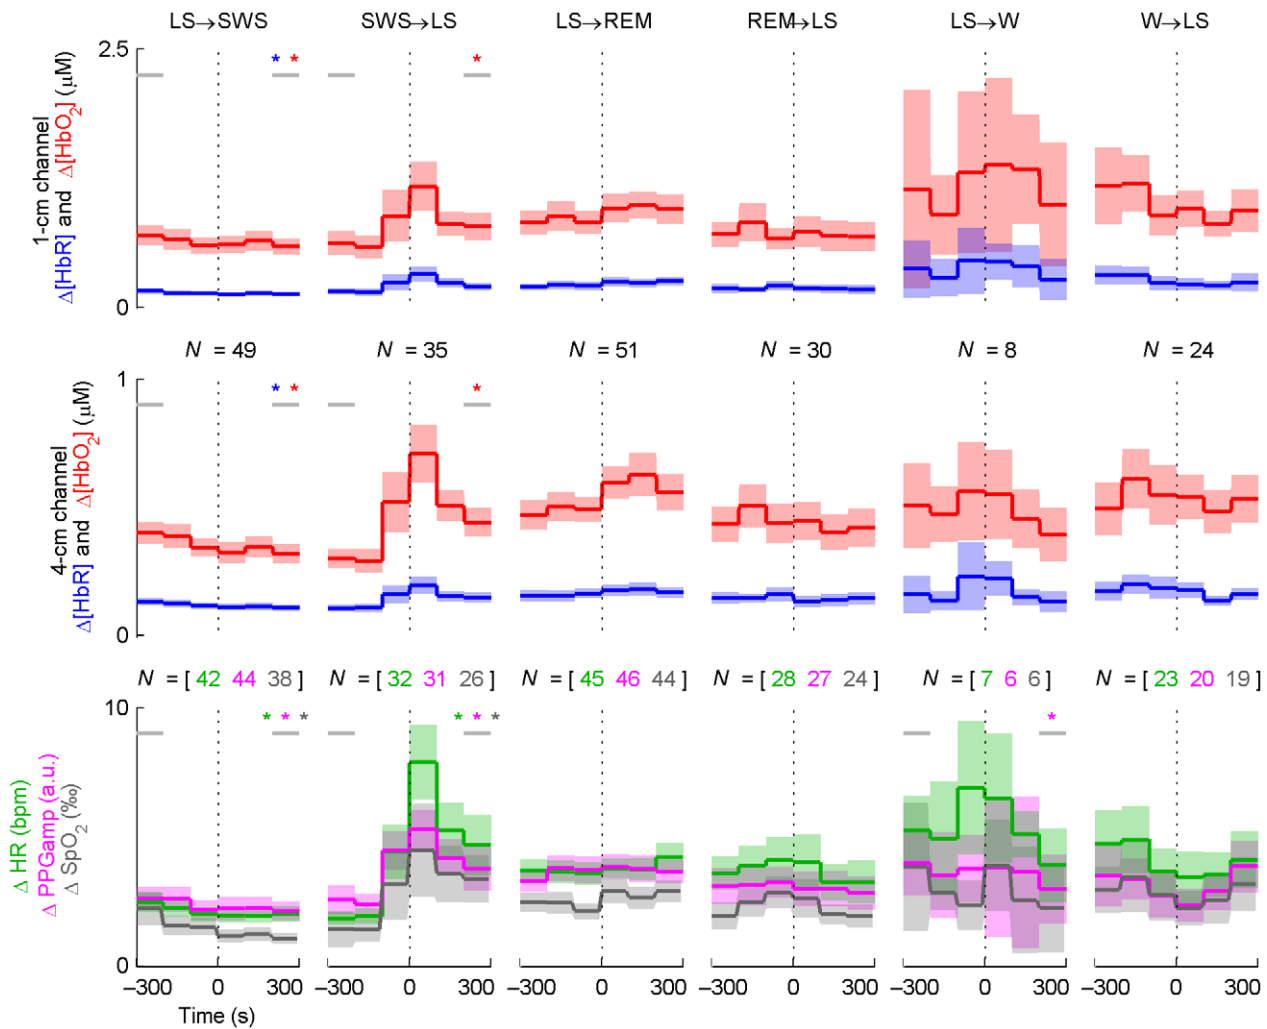 LS→SWS SWS→LS LS→REM REM→LS LS→W W→LS
2.5
1-cm channel
Δ[HbR] and Δ[HbO2] (μM)
* *
*
0
N = 49 N = 35 N = 51 N = 30 N = 8 N = 24
1
4-cm channel
Δ[HbR] and Δ[HbO2] (μM)
* *
*
0
N = [ 42 44 38 ] N = [ 32 31 26 ] N = [ 45 46 44 ] N = [ 28 27 24 ] N = [ 7 6 6 ] N = [ 23 20 19 ]
10
Δ HR (bpm)
Δ PPGamp (a.u.)
Δ SpO2 (‰)
* * *
* * *
*
0
–300 0 300 –300 0 300 –300 0 300 –300 0 300 –300 0 300 –300 0 300
Time (s)